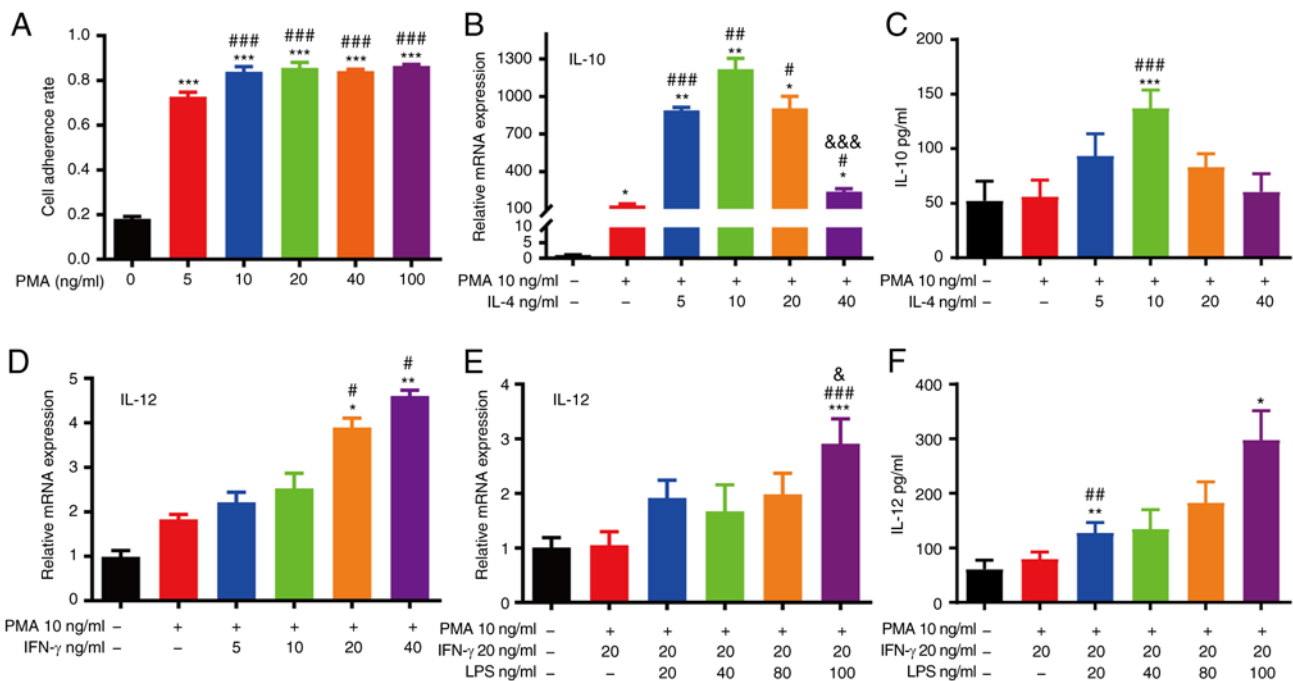 A
Cell adherence rate
1.0
0.8
0.6
0.4
0.2
0.0
***
###
***
###
***
###
***
###
***
PMA (ng/ml) 0 5 10 20 40 100
B
IL-10
Relative mRNA expression
1300
1000
700
400
100
10
5
0
*
###
**
##
**
#
*
&&&
#
*
PMA 10 ng/ml – + + + + +
IL-4 ng/ml – – 5 10 20 40
C
IL-10 pg/ml
200
150
100
50
0
###
***
PMA 10 ng/ml – + + + + +
IL-4 ng/ml – – 5 10 20 40
D
IL-12
Relative mRNA expression
5
4
3
2
1
0
#
*
#
**
PMA 10 ng/ml – + + + + +
IFN-γ ng/ml – – 5 10 20 40
E
IL-12
Relative mRNA expression
4
3
2
1
0
&
###
***
PMA 10 ng/ml – + + + + +
IFN-γ 20 ng/ml – 20 20 20 20 20
LPS ng/ml – – 20 40 80 100
F
IL-12 pg/ml
400
300
200
100
0
##
**
*
PMA 10 ng/ml – + + + + +
IFN-γ 20 ng/ml – 20 20 20 20 20
LPS ng/ml – – 20 40 80 100